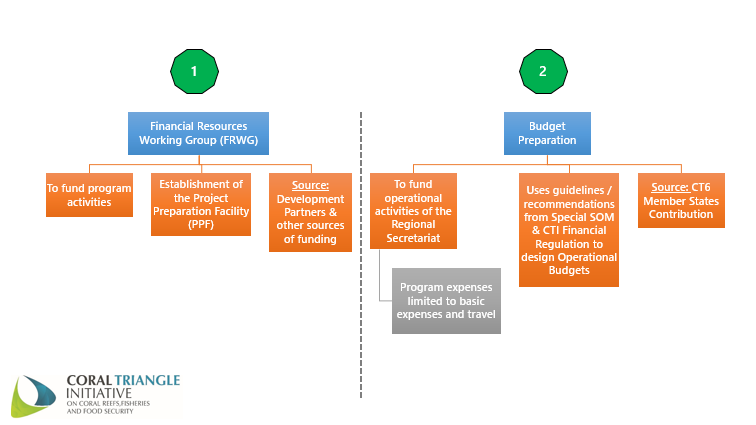 1
2
Financial Resources
Working Group (FRWG)
Budget
Preparation
To fund program
activities
Establishment of
the Project
Preparation Facility
(PPF)
Source:
Development
Partners &
other sources
of funding
To fund
operational
activities of the
Regional
Secretariat
Uses guidelines /
recommendations
from Special SOM
& CTI Financial
Regulation to
design Operational
Budgets
Source: CT6
Member States
Contribution
Program expenses
limited to basic
expenses and travel
CORAL TRIANGLE
INITIATIVE
ON CORAL REEFS,FISHERIES
AND FOOD SECURITY